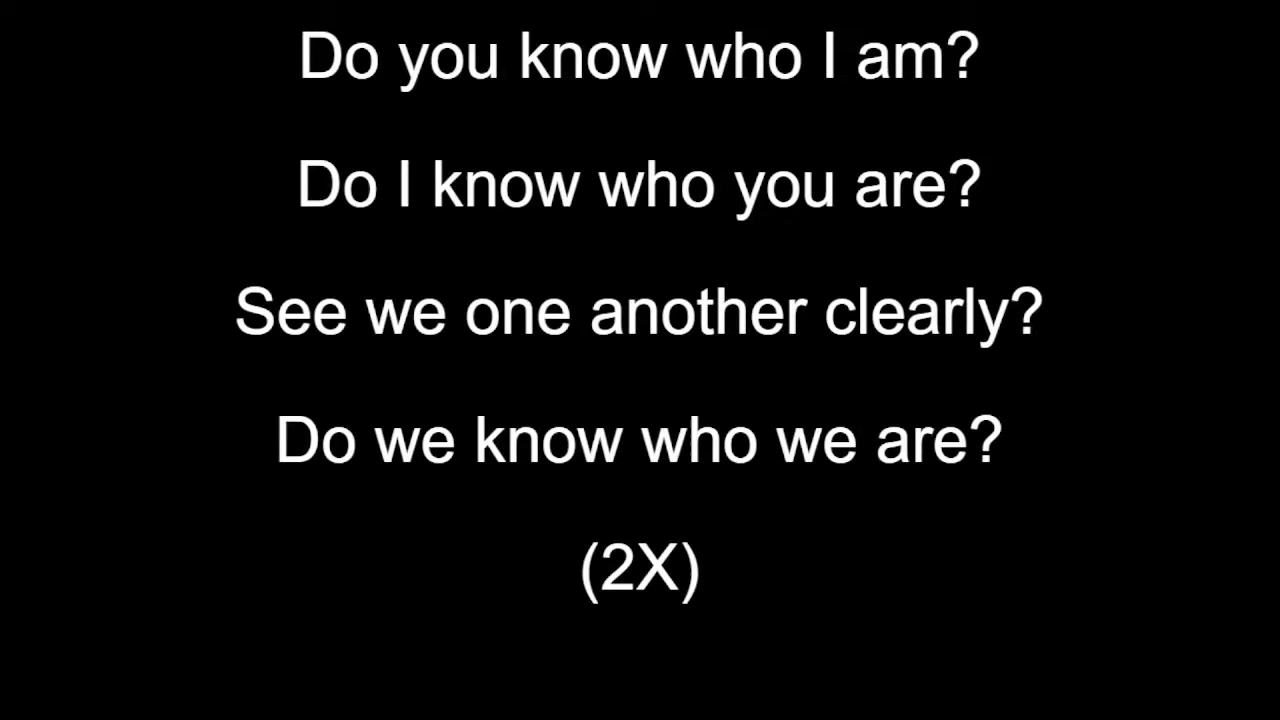 Do you know who I am?
Do I know who you are?
See we one another clearly?
Do we know who we are?
(2X)